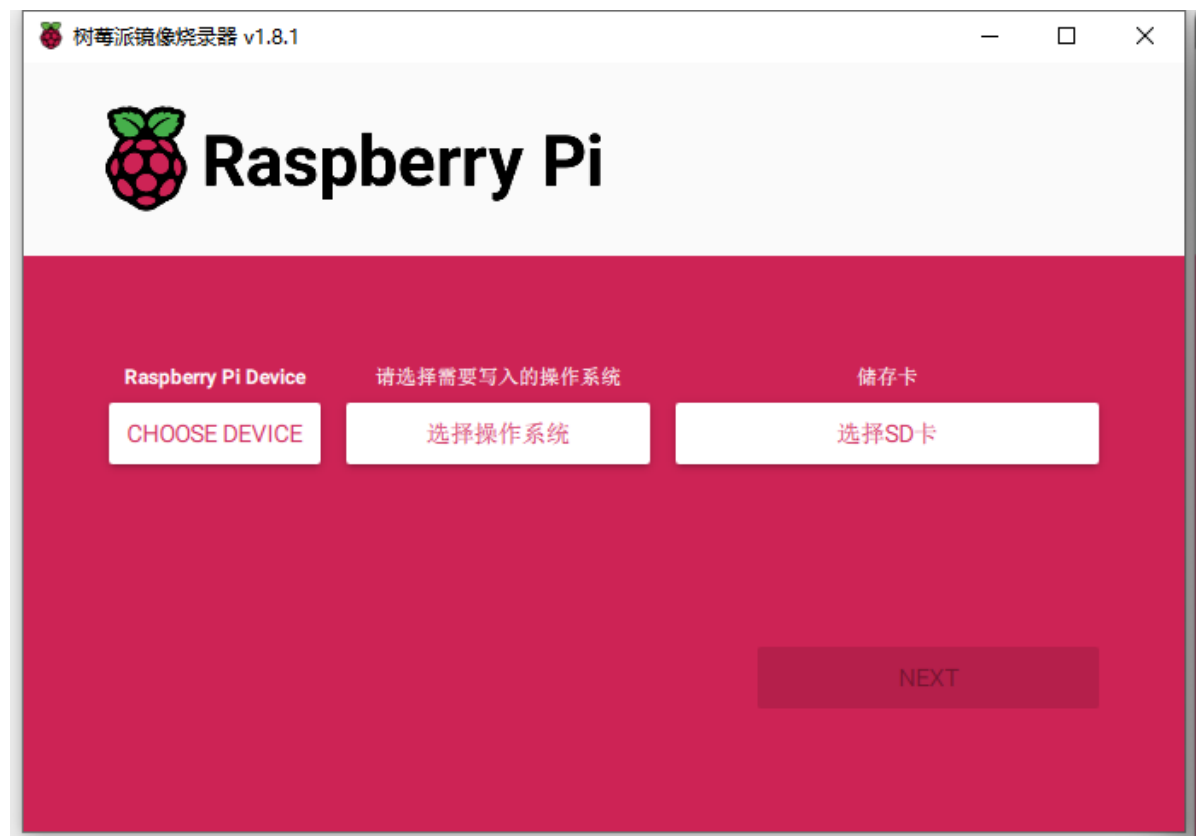 树莓派镜像烧录器 v1.8.1
Raspberry Pi
Raspberry Pi Device
请选择需要写入的操作系统
储存卡
CHOOSE DEVICE
选择操作系统
选择SD卡
NEXT